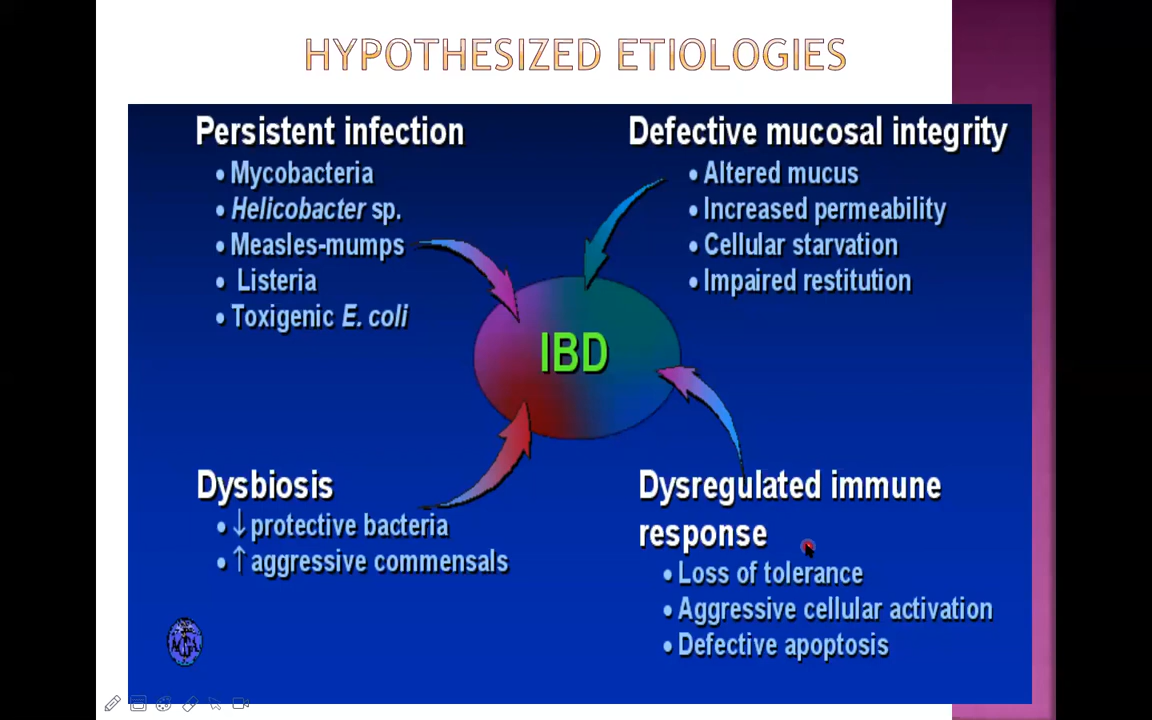 HYPOTHESIZED ETIOLOGIES
Persistent infection
• Mycobacteria
• Helicobacter sp.
• Measles-mumps
• Listeria
• Toxigenic E. coli
Defective mucosal integrity
• Altered mucus
• Increased permeability
• Cellular starvation
• Impaired restitution
IBD
Dysbiosis
• ↓ protective bacteria
• ↑ aggressive commensals
Dysregulated immune
response
• Loss of tolerance
• Aggressive cellular activation
• Defective apoptosis